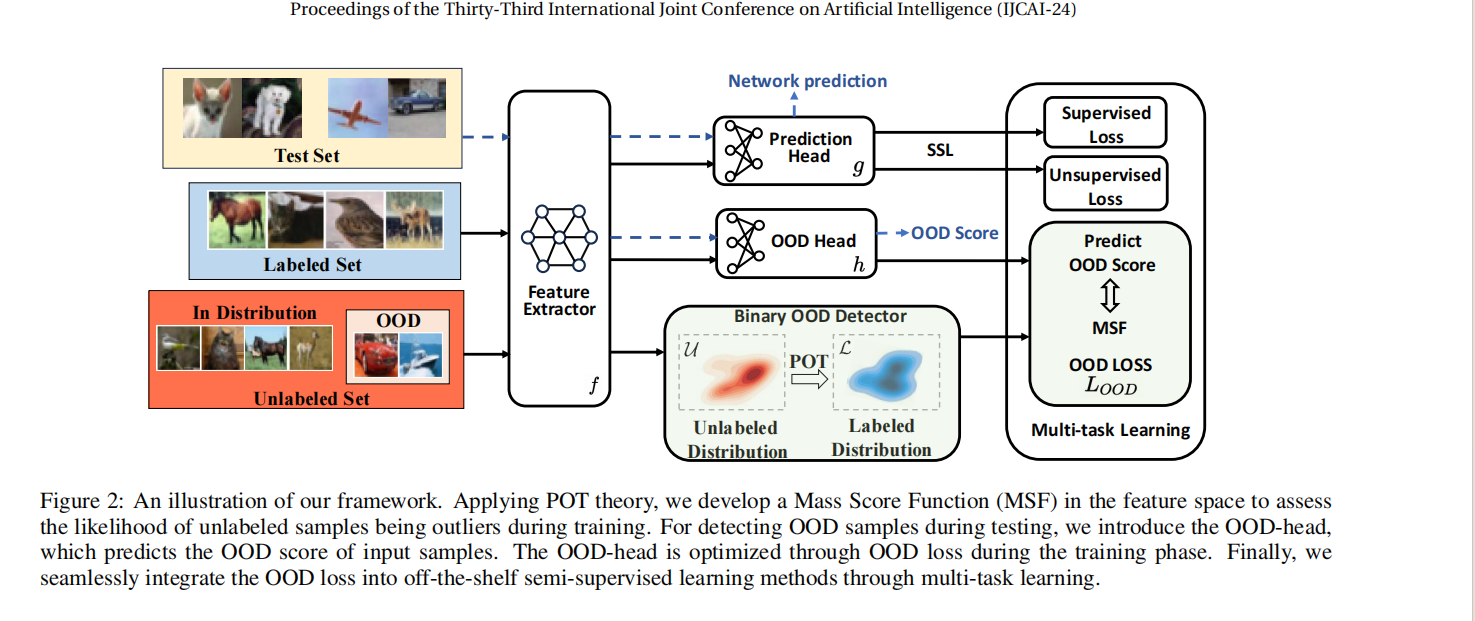 Proceedings of the Thirty-Third International Joint Conference on Artificial Intelligence (IJCAI-24)
Test Set
Labeled Set
In Distribution
OOD
Unlabeled Set
Feature
Extractor
f
Network prediction
Prediction
Head
g
OOD Head
h
OOD Score
SSL
Binary OOD Detector
U
POT
L
Unlabeled
Distribution
Labeled
Distribution
Supervised
Loss
Unsupervised
Loss
Predict
OOD Score
MSF
OOD LOSS
L_OOD
Multi-task Learning
Figure 2: An illustration of our framework. Applying POT theory, we develop a Mass Score Function (MSF) in the feature space to assess
the likelihood of unlabeled samples being outliers during training. For detecting OOD samples during testing, we introduce the OOD-head,
which predicts the OOD score of input samples. The OOD-head is optimized through OOD loss during the training phase. Finally, we
seamlessly integrate the OOD loss into off-the-shelf semi-supervised learning methods through multi-task learning.